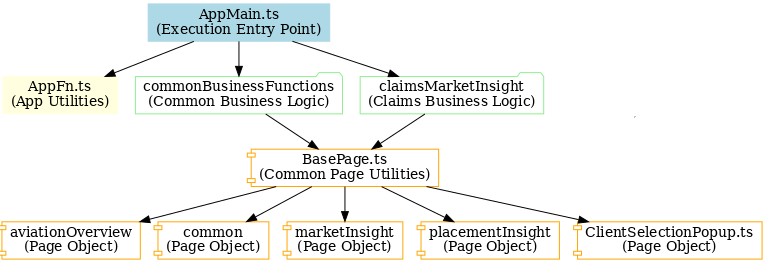 AppMain.ts
(Execution Entry Point)
AppFn.ts
(App Utilities)
commonBusinessFunctions
(Common Business Logic)
claimsMarketInsight
(Claims Business Logic)
BasePage.ts
(Common Page Utilities)
aviationOverview
(Page Object)
common
(Page Object)
marketInsight
(Page Object)
placementInsight
(Page Object)
ClientSelectionPopup.ts
(Page Object)